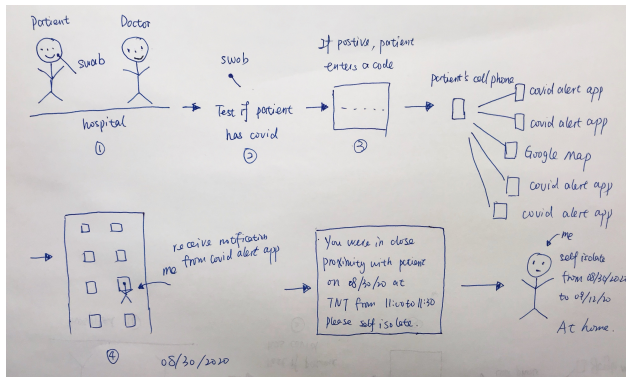 Patient
Doctor
swab
hospital
①
swob
Test if patient
has covid
②
If postive, patient
enters a code
③
patient's cell phone
covid alert app
covid alert app
Google map
covid alert app
covid alert app
receive notification
from covid alert app
me
④
08/30/2020
You were in close
proximity with patient
on 08/30/20 at
TNT from 11:00 to 11:30
please self isolate.
me
self isolate
from 08/30/2020
to 09/12/20
At home.